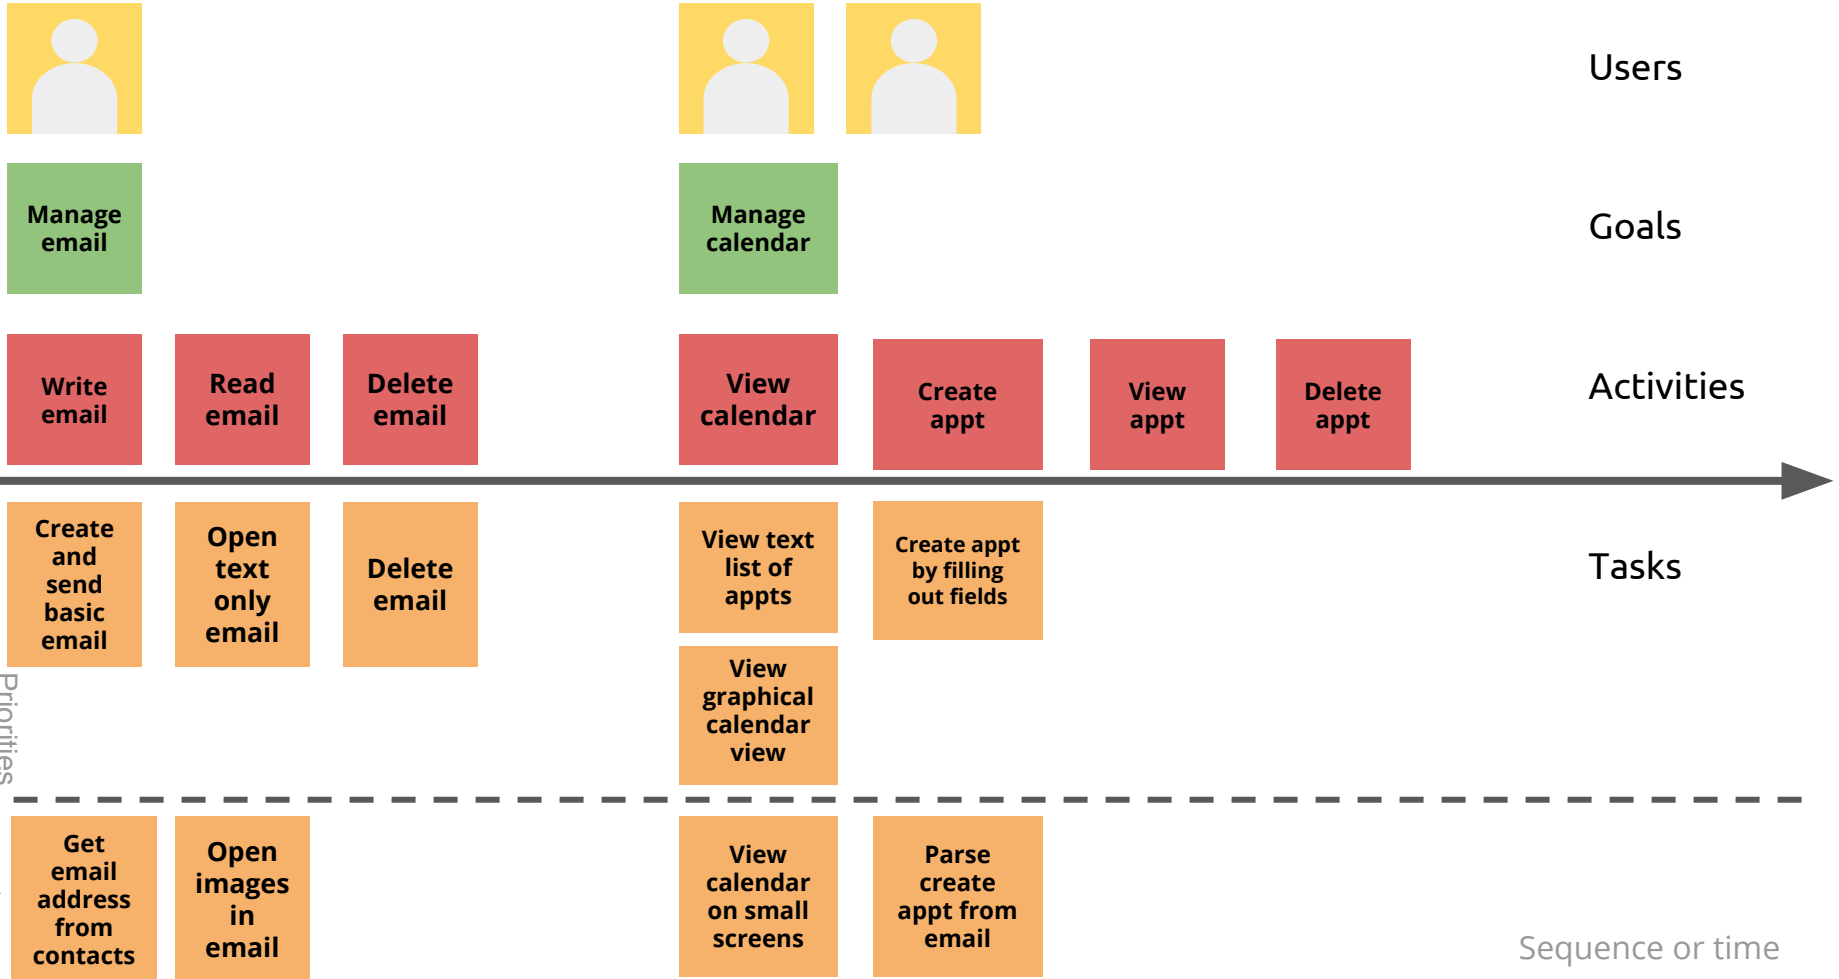 Users
Manage
email
Manage
calendar
Goals
Write
email
Read
email
Delete
email
View
calendar
Create
appt
View
appt
Delete
appt
Activities
Create
and
send
basic
email
Open
text
only
email
Delete
email
View text
list of
appts
Create appt
by filling
out fields
Tasks
View
graphical
calendar
view
Priorities
Get
email
address
from
contacts
Open
images
in
email
View
calendar
on small
screens
Parse
create
appt from
email
Sequence or time